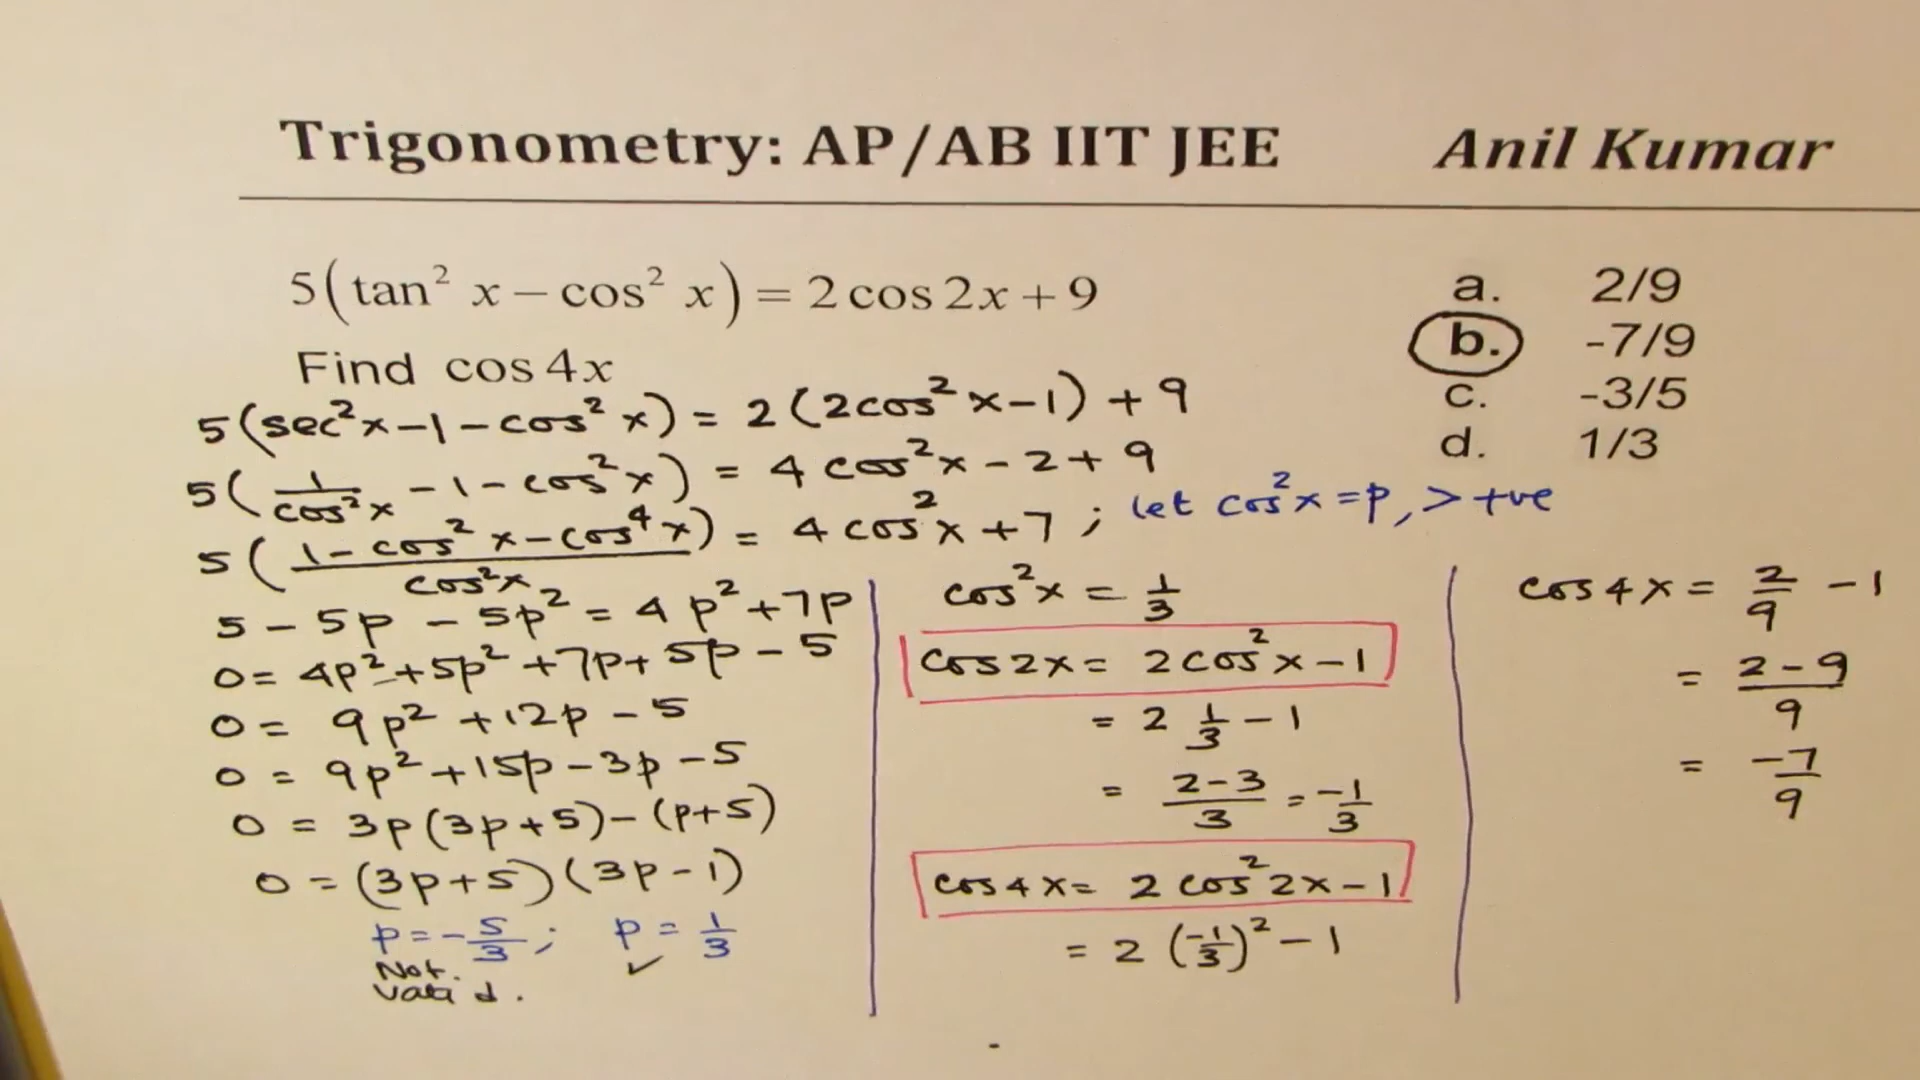 Trigonometry: AP/AB IIT JEE Anil Kumar
5(tan² x − cos² x) = 2 cos 2x + 9
Find cos 4x
a. 2/9
b. -7/9
c. -3/5
d. 1/3
5(sec²x − 1 − cos² x) = 2(2cos² x − 1) + 9
5(1/cos²x − 1 − cos²x) = 4 cos²x − 2 + 9
5((1 − cos² x − cos⁴ x)/cos²x) = 4 cos²x + 7 ; let cos²x = p, > +ve
5 − 5p − 5p² = 4p² + 7p
0 = 4p² + 5p² + 7p + 5p − 5
0 = 9p² + 12p − 5
0 = 9p² + 15p − 3p − 5
0 = 3p(3p + 5) − (p + 5)
0 = (3p + 5)(3p − 1)
p = −5/3 ; p = 1/3
Not. ✓
Valid.
cos²x = 1/3
cos 2x = 2cos²x − 1
= 2 1/3 − 1
= (2 − 3)/3 = −1/3
cos 4x = 2 cos²2x − 1
= 2 (−1/3)² − 1
cos 4x = 2/9 − 1
= (2 − 9)/9
= −7/9